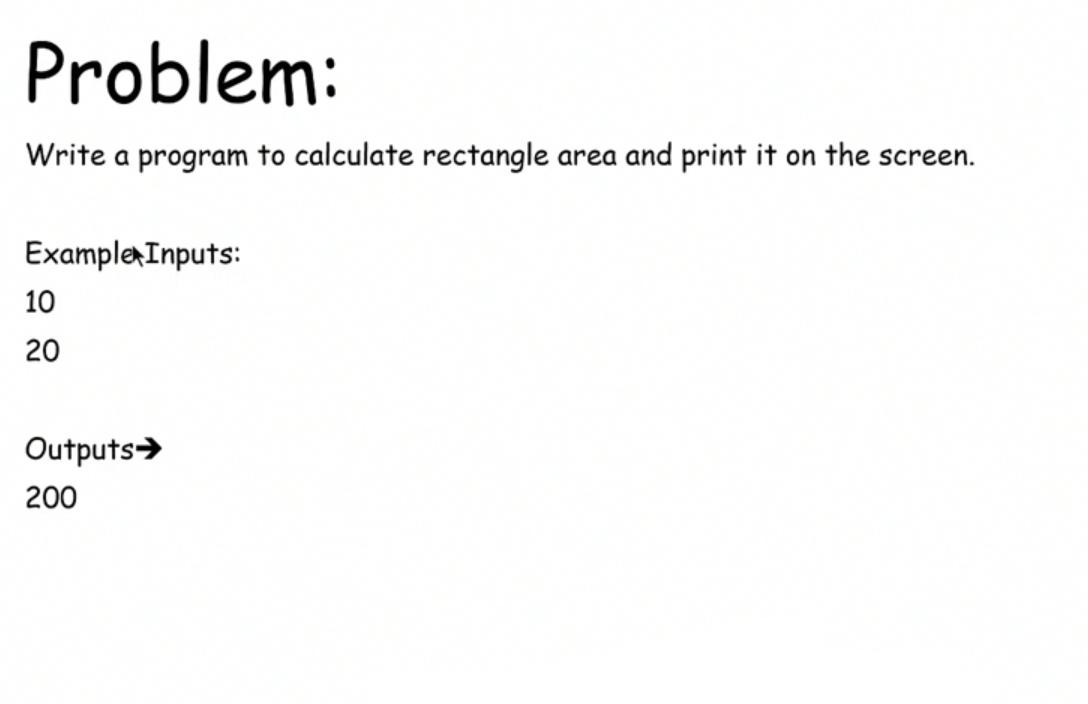 Problem:
Write a program to calculate rectangle area and print it on the screen.
Example Inputs:
10
20
Outputs➔
200